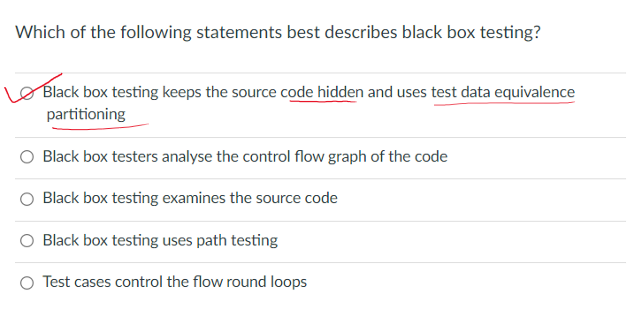 Which of the following statements best describes black box testing?
Black box testing keeps the source code hidden and uses test data equivalence
partitioning
Black box testers analyse the control flow graph of the code
Black box testing examines the source code
Black box testing uses path testing
Test cases control the flow round loops